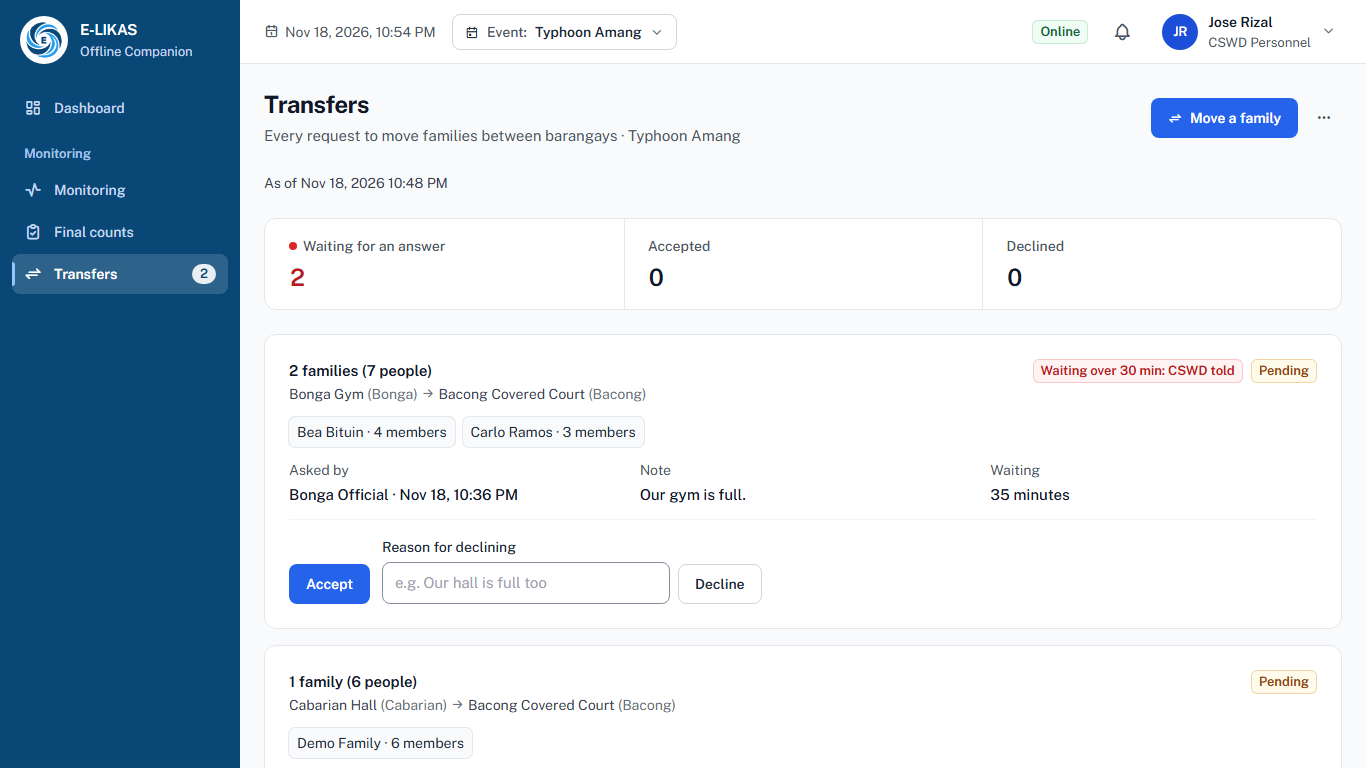 E-LIKAS
Offline Companion
Dashboard
Monitoring
Monitoring
Final counts
Transfers 2
Nov 18, 2026, 10:54 PM Event: Typhoon Amang Online JR Jose Rizal
CSWD Personnel
Transfers
Every request to move families between barangays · Typhoon Amang
Move a family
As of Nov 18, 2026 10:48 PM
Waiting for an answer
2
Accepted
0
Declined
0
2 families (7 people) Waiting over 30 min: CSWD told Pending
Bonga Gym (Bonga) → Bacong Covered Court (Bacong)
Bea Bituin · 4 members Carlo Ramos · 3 members
Asked by Note Waiting
Bonga Official · Nov 18, 10:36 PM Our gym is full. 35 minutes
Reason for declining
Accept e.g. Our hall is full too Decline
1 family (6 people) Pending
Cabarian Hall (Cabarian) → Bacong Covered Court (Bacong)
Demo Family · 6 members